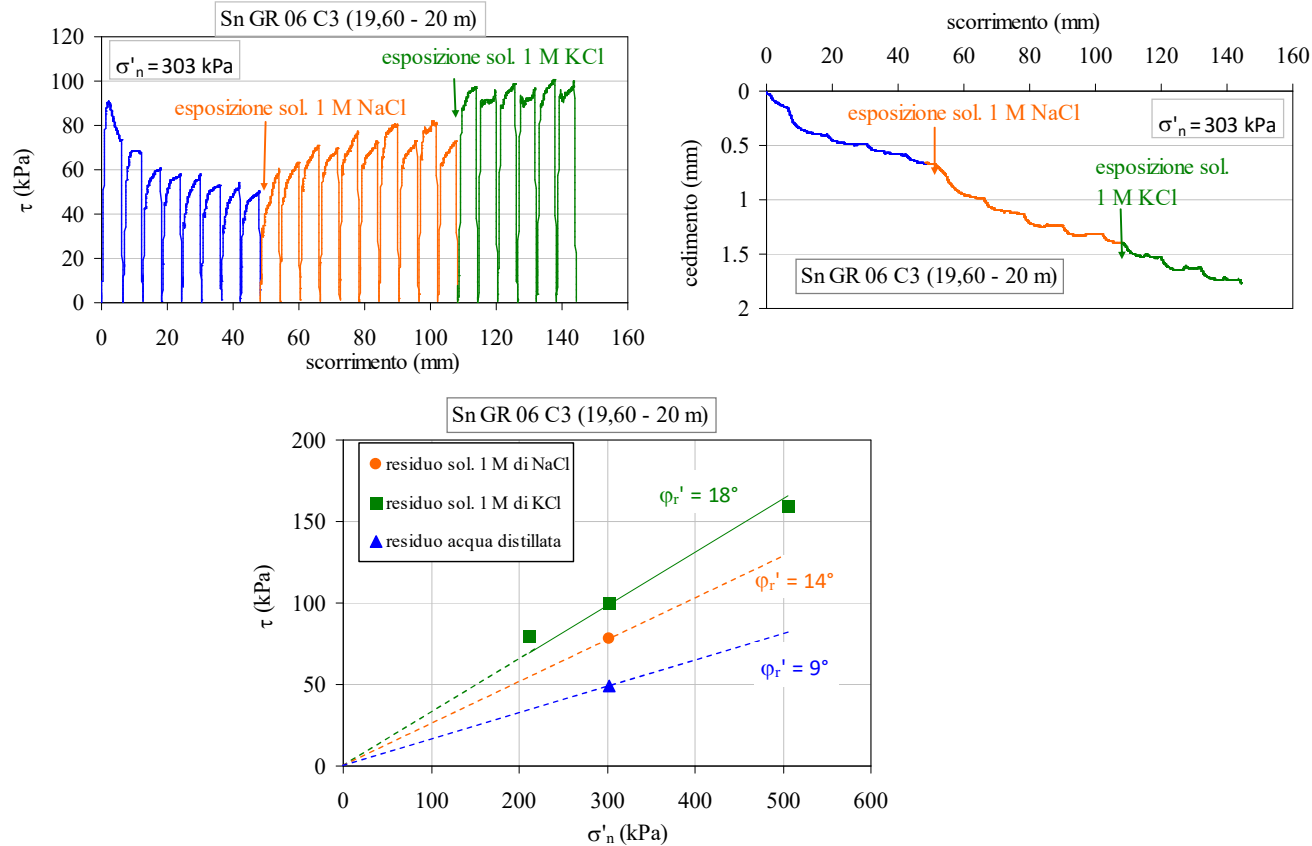 Sn GR 06 C3 (19,60 - 20 m)
120
100
80
60
40
20
0
τ (kPa)
σ'n = 303 kPa
esposizione sol. 1 M NaCl
esposizione sol. 1 M KCl
0 20 40 60 80 100 120 140 160
scorrimento (mm)
scorrimento (mm)
0 20 40 60 80 100 120 140 160
0
0.5
1
1.5
2
cedimento (mm)
esposizione sol. 1 M NaCl
σ'n = 303 kPa
esposizione sol.
1 M KCl
Sn GR 06 C3 (19,60 - 20 m)
Sn GR 06 C3 (19,60 - 20 m)
200
150
100
50
0
τ (kPa)
residuo sol. 1 M di NaCl
residuo sol. 1 M di KCl
residuo acqua distillata
φr' = 18°
φr' = 14°
φr' = 9°
0 100 200 300 400 500 600
σ'n (kPa)